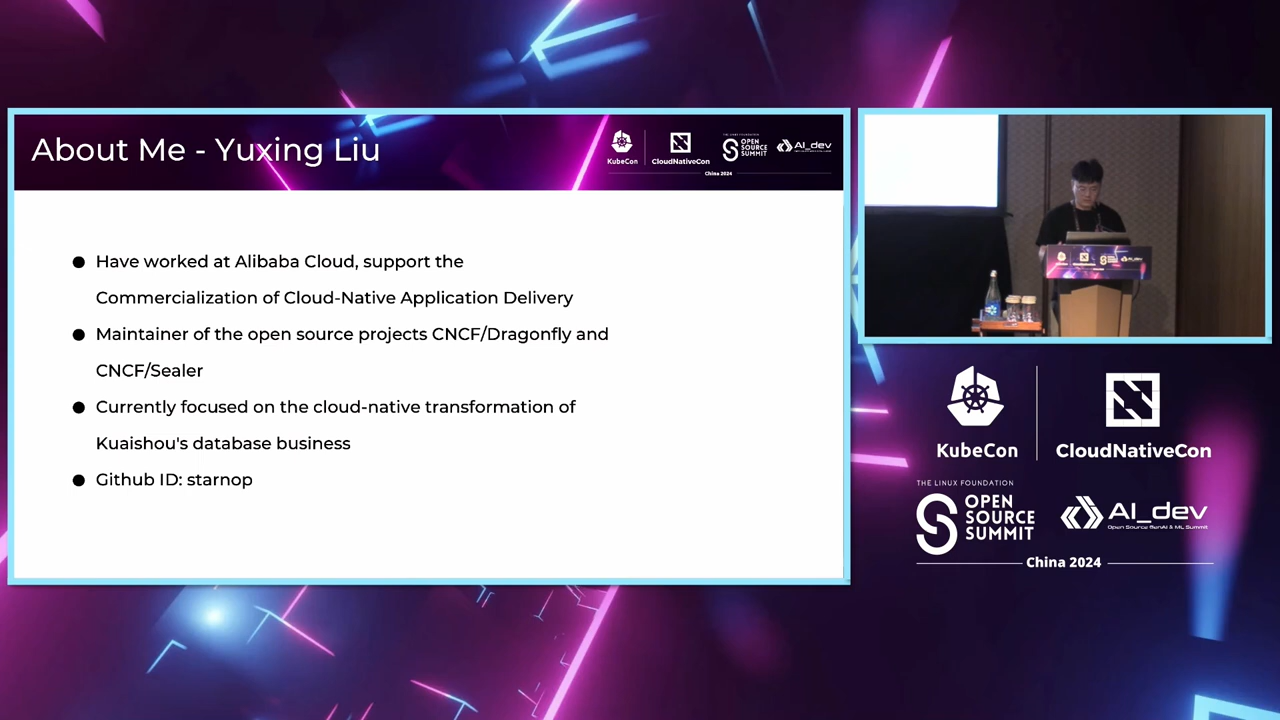 About Me - Yuxing Liu
KubeCon
CloudNativeCon
OPEN
SOURCE
SUMMIT
AI_dev
China 2024
● Have worked at Alibaba Cloud, support the
Commercialization of Cloud-Native Application Delivery
● Maintainer of the open source projects CNCF/Dragonfly and
CNCF/Sealer
● Currently focused on the cloud-native transformation of
Kuaishou's database business
● Github ID: starnop
KubeCon
CloudNativeCon
THE LINUX FOUNDATION
OPEN
SOURCE
SUMMIT
AI_dev
Open Source GenAI & ML Summit
China 2024